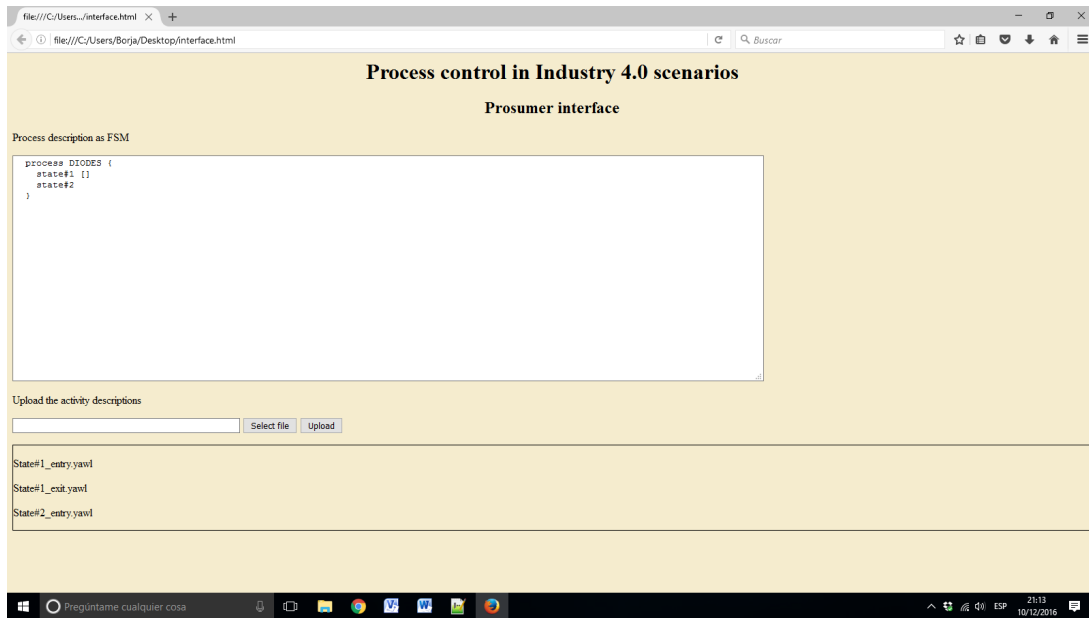 file:///C:/Users.../interface.html
file:///C:/Users/Borja/Desktop/interface.html
Buscar
Process control in Industry 4.0 scenarios
Prosumer interface
Process description as FSM
process DIODES {
state#1 []
state#2
}
Upload the activity descriptions
Select file Upload
State#1_entry.yawl
State#1_exit.yawl
State#2_entry.yawl
Pregúntame cualquier cosa
ESP
21:13
10/12/2016